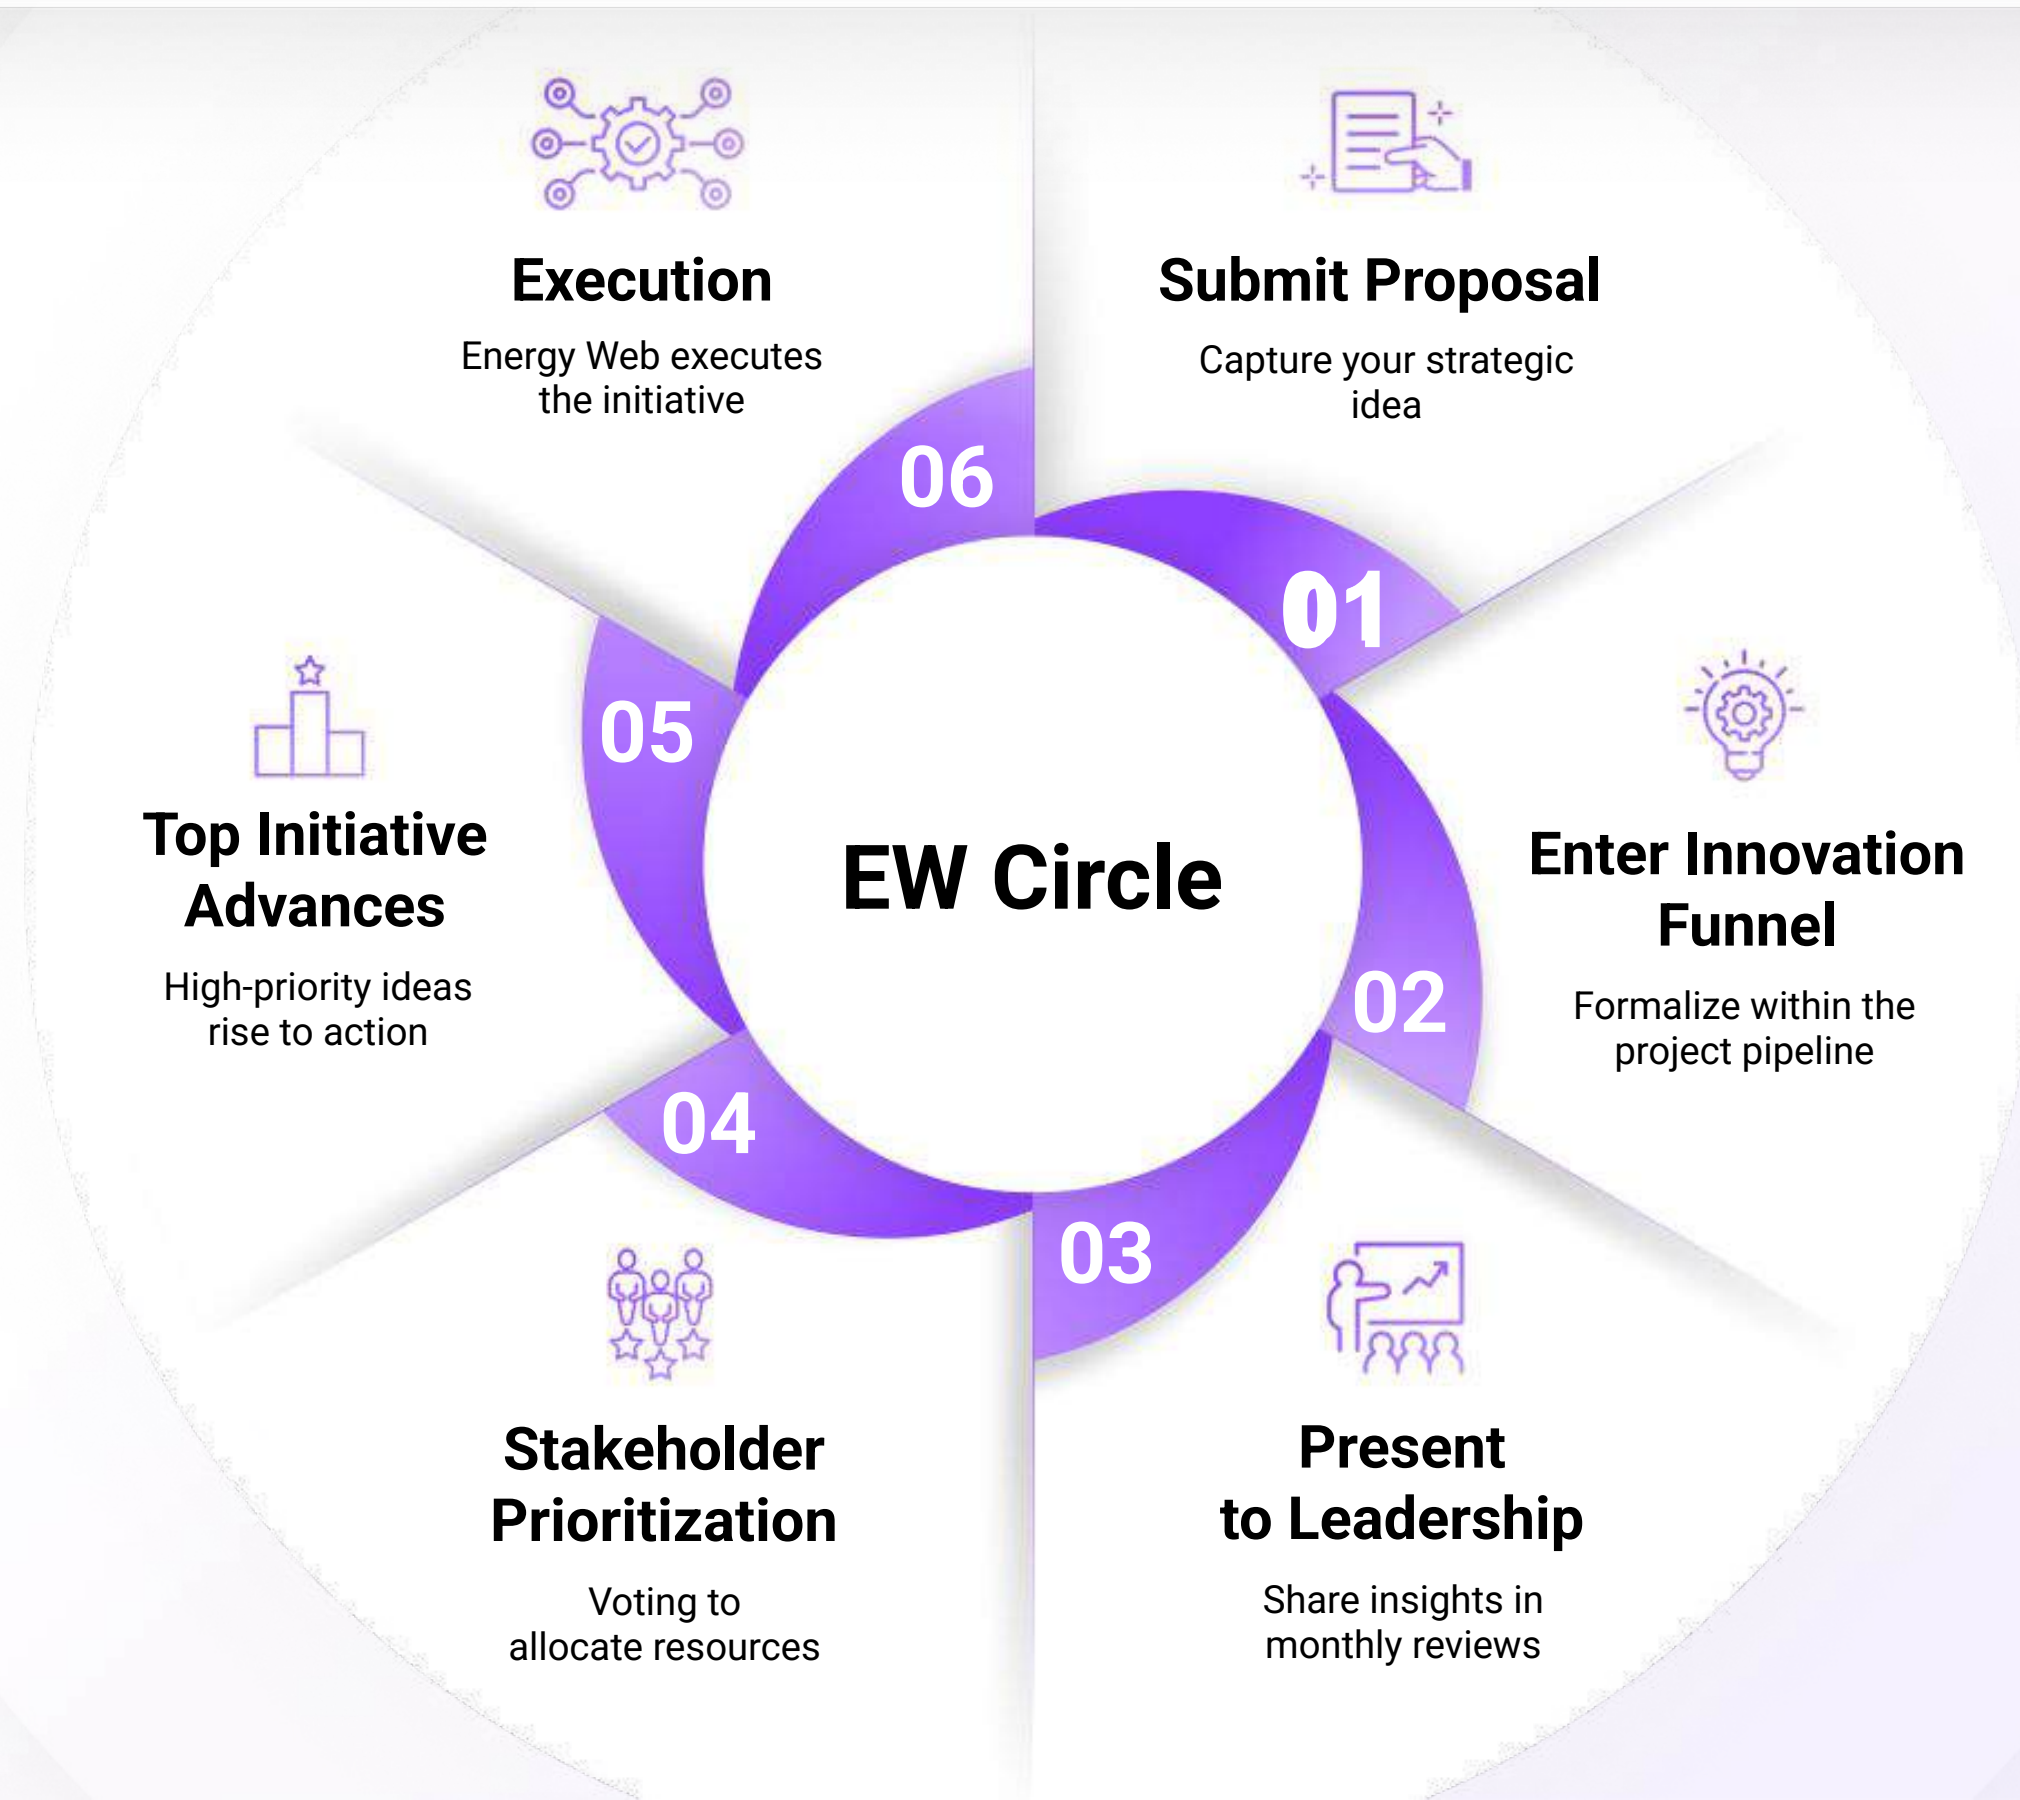 EW Circle
01
Submit Proposal
Capture your strategic
idea
02
Enter Innovation
Funnel
Formalize within the
project pipeline
03
Present
to Leadership
Share insights in
monthly reviews
04
Stakeholder
Prioritization
Voting to
allocate resources
05
Top Initiative
Advances
High-priority ideas
rise to action
06
Execution
Energy Web executes
the initiative